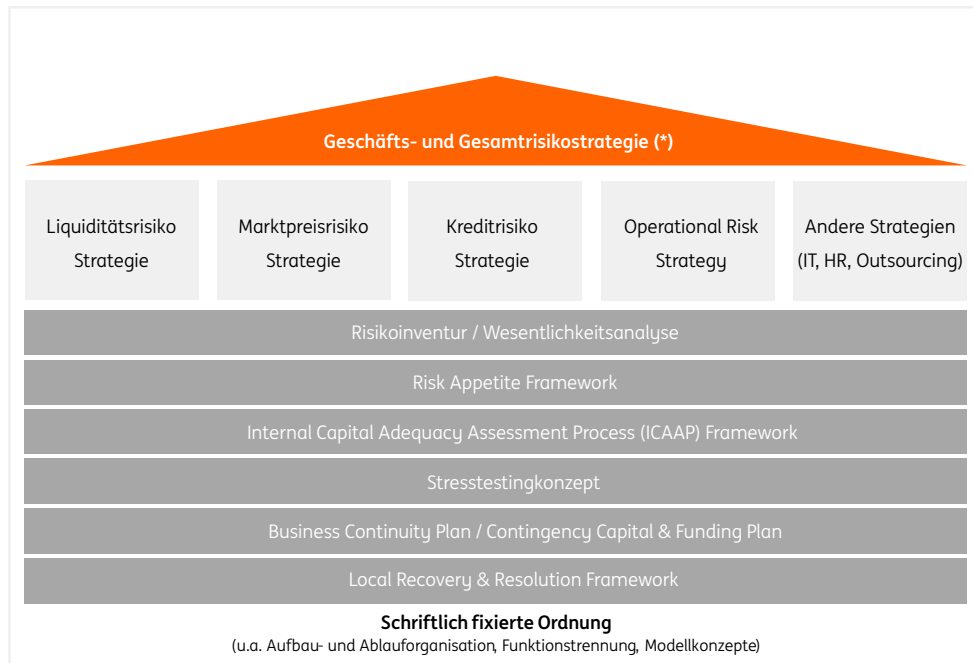 Geschäfts- und Gesamtrisikostrategie (*)
Liquiditätsrisiko
Strategie
Marktpreisrisiko
Strategie
Kreditrisiko
Strategie
Operational Risk
Strategy
Andere Strategien
(IT, HR, Outsourcing)
Risikoinventur / Wesentlichkeitsanalyse
Risk Appetite Framework
Internal Capital Adequacy Assessment Process (ICAAP) Framework
Stresstestingkonzept
Business Continuity Plan / Contingency Capital & Funding Plan
Local Recovery & Resolution Framework
Schriftlich fixierte Ordnung
(u.a. Aufbau- und Ablauforganisation, Funktionstrennung, Modellkonzepte)